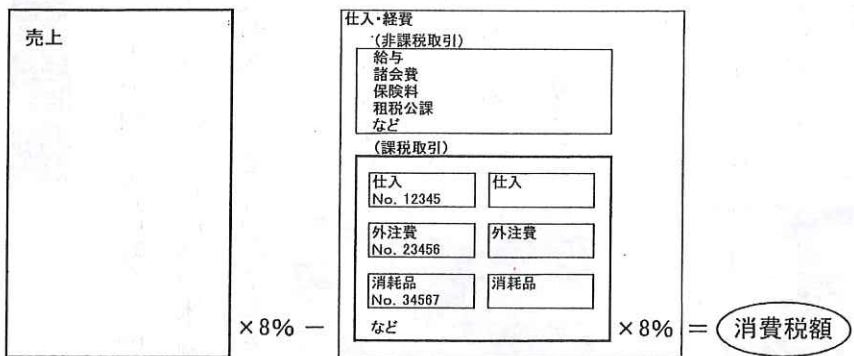 売上
×8% －
仕入・経費
(非課税取引)
給与
諸会費
保険料
租税公課
など
(課税取引)
仕入
No. 12345
仕入
外注費
No. 23456
外注費
消耗品
No. 34567
消耗品
など
×8% ＝ 消費税額